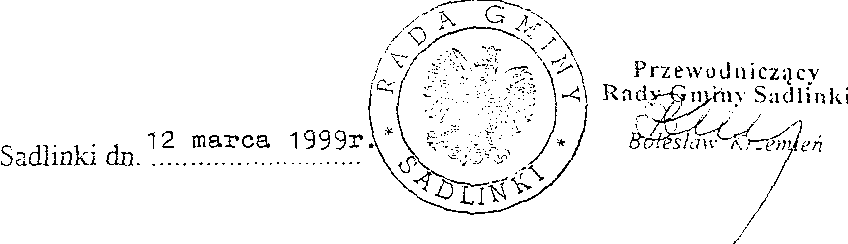 RADA GMINY
* SADLINKI *
Przewodniczący
Rady Gminy Sadlinki
Bolesław Krzemień
Sadlinki dn. 12 marca 1999r.